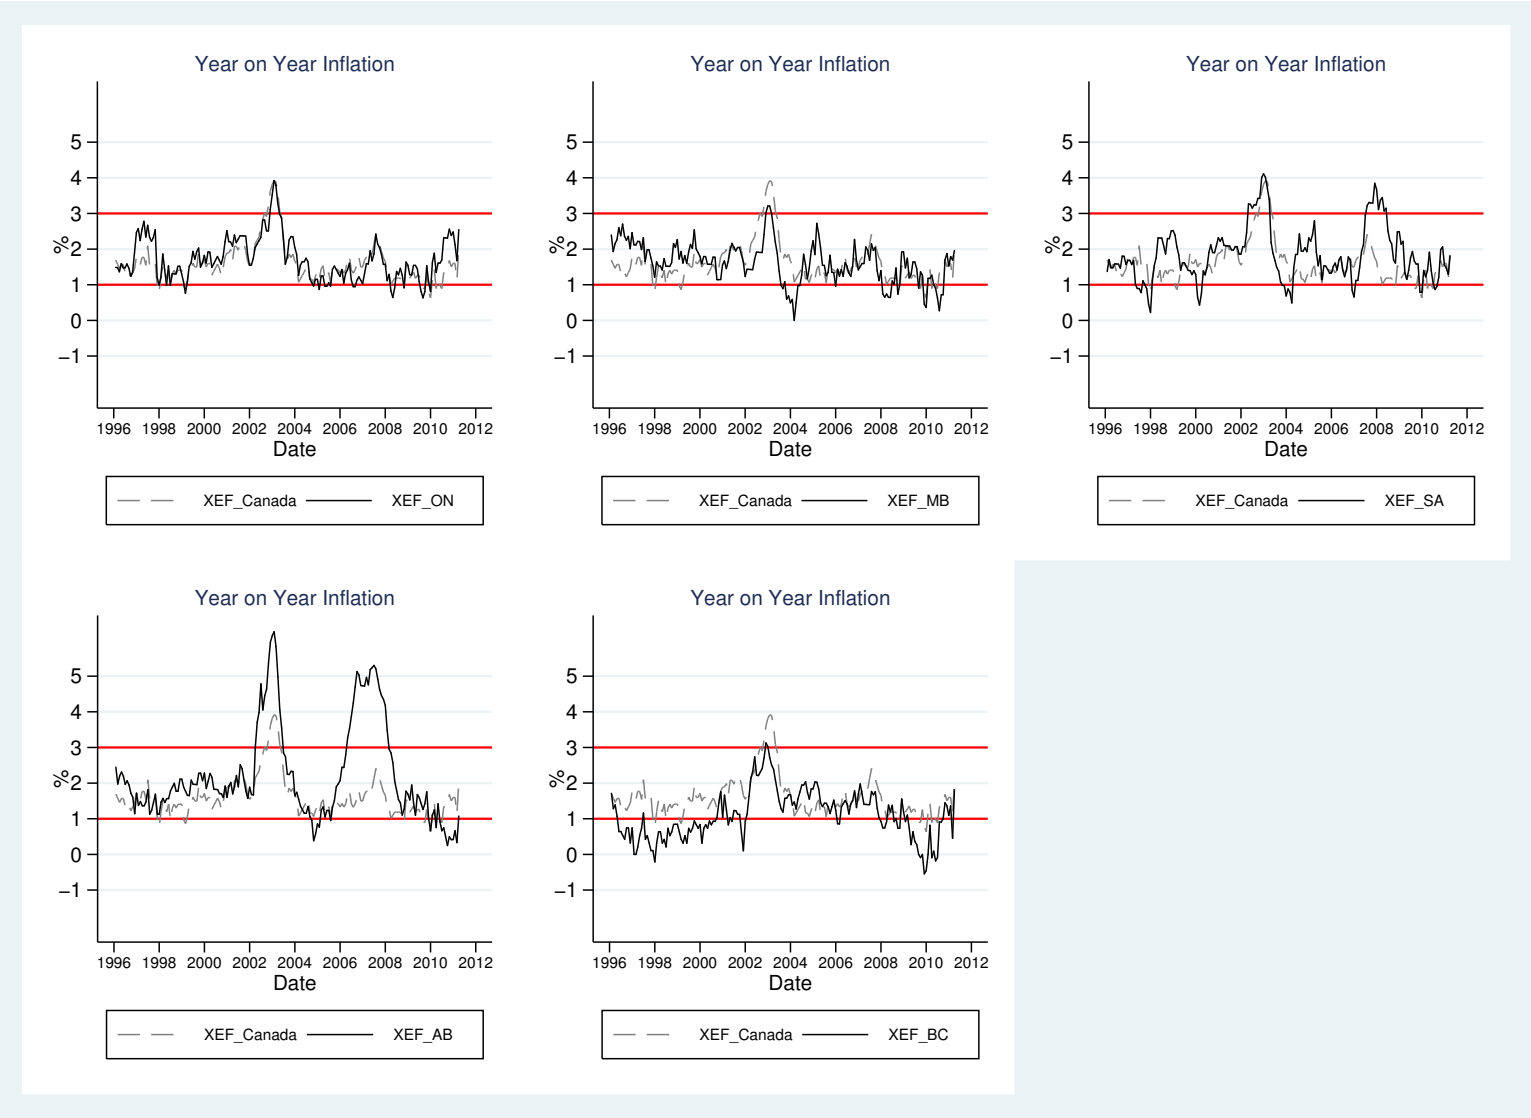 Year on Year Inflation
5
4
3
2
1
0
−1
%
1996 1998 2000 2002 2004 2006 2008 2010 2012
Date
XEF_Canada XEF_ON
Year on Year Inflation
5
4
3
2
1
0
−1
%
1996 1998 2000 2002 2004 2006 2008 2010 2012
Date
XEF_Canada XEF_MB
Year on Year Inflation
5
4
3
2
1
0
−1
%
1996 1998 2000 2002 2004 2006 2008 2010 2012
Date
XEF_Canada XEF_SA
Year on Year Inflation
5
4
3
2
1
0
−1
%
1996 1998 2000 2002 2004 2006 2008 2010 2012
Date
XEF_Canada XEF_AB
Year on Year Inflation
5
4
3
2
1
0
−1
%
1996 1998 2000 2002 2004 2006 2008 2010 2012
Date
XEF_Canada XEF_BC